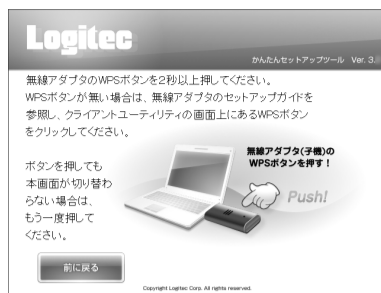 Logitec
かんたんセットアップツール Ver. 3.
無線アダプタのWPSボタンを2秒以上押してください。
WPSボタンが無い場合は、無線アダプタのセットアップガイドを
参照し、クライアントユーティリティの画面上にあるWPSボタン
をクリックしてください。
ボタンを押しても
本画面が切り替わ
らない場合は、
もう一度押して
ください。
無線アダプタ(子機)の
WPSボタンを押す！
Push!
前に戻る
Copyright Logitec Corp. All rights reserved.